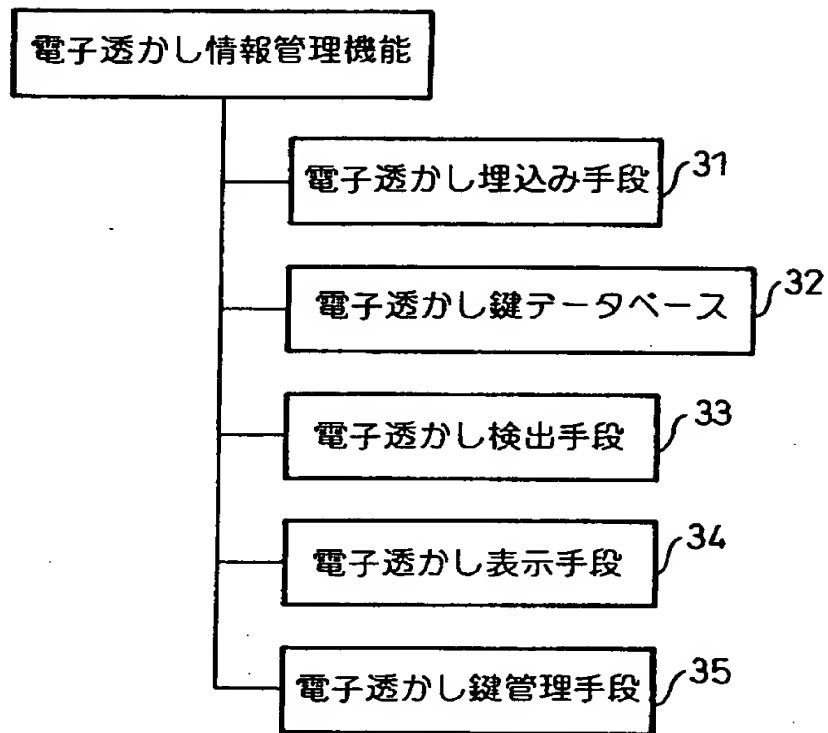 電子透かし情報管理機能
電子透かし埋込み手段 31
電子透かし鍵データベース 32
電子透かし検出手段 33
電子透かし表示手段 34
電子透かし鍵管理手段 35